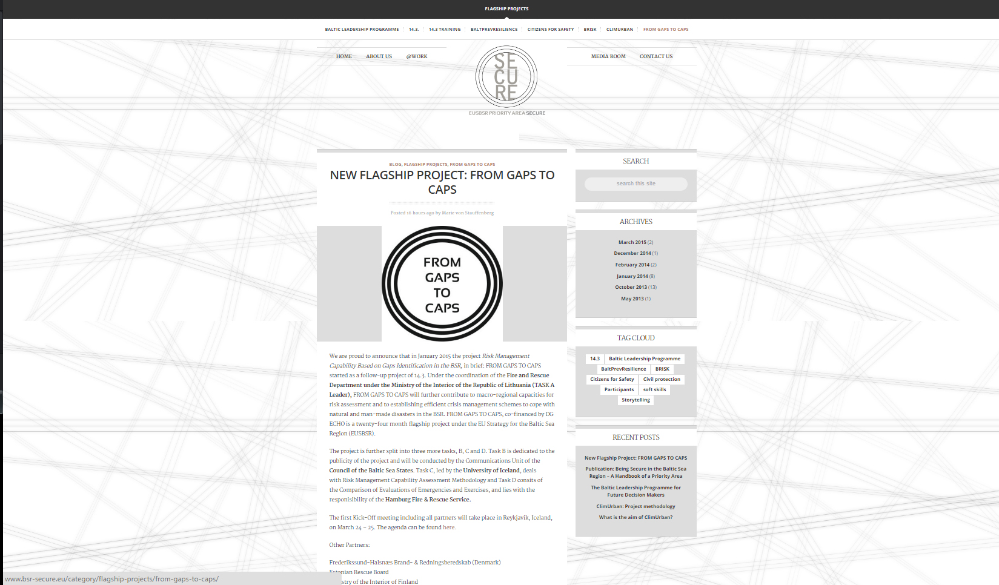 FLAGSHIP PROJECTS
BALTIC LEADERSHIP PROGRAMME
14.3.
14.3 TRAINING
BALTPREVRESILIENCE
CITIZENS FOR SAFETY
BRISK
CLIMURBAN
FROM GAPS TO CAPS
HOME
ABOUT US
@WORK
SE
CU
RE
EUSBSR PRIORITY AREA SECURE
MEDIA ROOM
CONTACT US
BLOG, FLAGSHIP PROJECTS, FROM GAPS TO CAPS
NEW FLAGSHIP PROJECT: FROM GAPS TO
CAPS
Posted 16 hours ago by Marie von Stauffenberg
FROM
GAPS
TO
CAPS
We are proud to announce that in January 2015 the project Risk Management
Capability Based on Gaps Identification in the BSR, in brief: FROM GAPS TO CAPS
started as a follow-up project of 14.3. Under the coordination of the Fire and Rescue
Department under the Ministry of the Interior of the Republic of Lithuania (TASK A
Leader), FROM GAPS TO CAPS will further contribute to macro-regional capacities for
risk assessment and to establishing efficient crisis management schemes to cope with
natural and man-made disasters in the BSR. FROM GAPS TO CAPS, co-financed by DG
ECHO is a twenty-four month flagship project under the EU Strategy for the Baltic Sea
Region (EUSBSR).
The project is further split into three more tasks, B, C and D. Task B is dedicated to the
publicity of the project and will be conducted by the Communications Unit of the
Council of the Baltic Sea States. Task C, led by the University of Iceland, deals
with Risk Management Capability Assessment Methodology and Task D consits of
the Comparison of Evaluations of Emergencies and Exercises, and lies with the
responisibility of the Hamburg Fire & Rescue Service.
The first Kick-Off meeting including all partners will take place in Reykjavik, Iceland,
on March 24 – 25. The agenda can be found here.
Other Partners:
Frederikssund-Halsnæs Brand- & Redningsberedskab (Denmark)
Estonian Rescue Board
stry of the Interior of Finland
SEARCH
search this site
ARCHIVES
March 2015 (2)
December 2014 (1)
February 2014 (2)
January 2014 (8)
October 2013 (13)
May 2013 (1)
TAG CLOUD
14.3
Baltic Leadership Programme
BaltPrevResilience
BRISK
Citizens for Safety
Civil protection
Participants
soft skills
Storytelling
RECENT POSTS
New Flagship Project: FROM GAPS TO CAPS
Publication: Being Secure in the Baltic Sea
Region – A Handbook of a Priority Area
The Baltic Leadership Programme for
Future Decision Makers
ClimUrban: Project methodology
What is the aim of ClimUrban?
www.bsr-secure.eu/category/flagship-projects/from-gaps-to-caps/